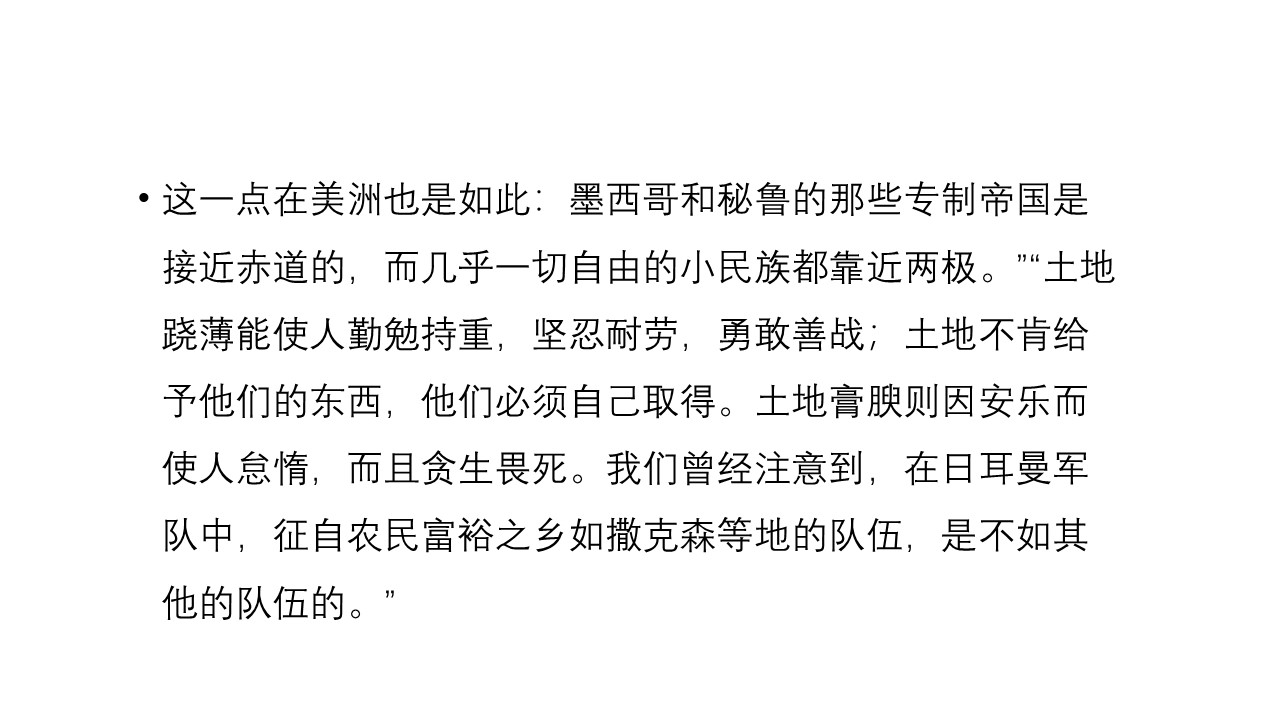 • 这一点在美洲也是如此：墨西哥和秘鲁的那些专制帝国是
接近赤道的，而几乎一切自由的小民族都靠近两极。”“土地
跷薄能使人勤勉持重，坚忍耐劳，勇敢善战；土地不肯给
予他们的东西，他们必须自己取得。土地膏腴则因安乐而
使人怠惰，而且贪生畏死。我们曾经注意到，在日耳曼军
队中，征自农民富裕之乡如撒克森等地的队伍，是不如其
他的队伍的。”